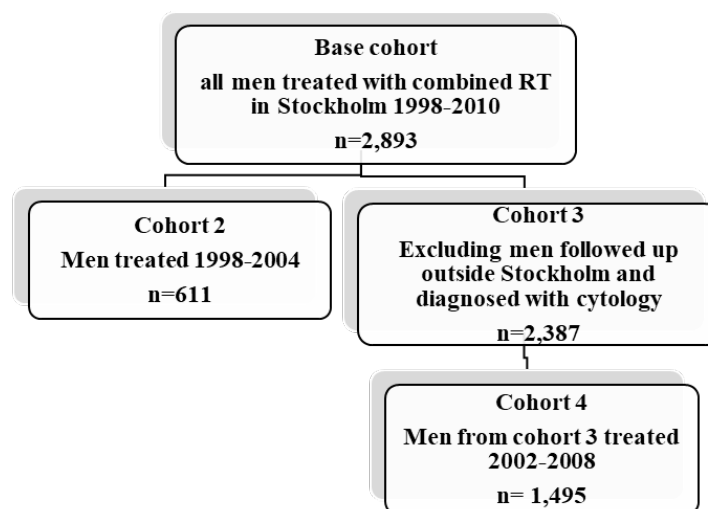 Base cohort
all men treated with combined RT
in Stockholm 1998-2010
n=2,893
Cohort 2
Men treated 1998-2004
n=611
Cohort 3
Excluding men followed up
outside Stockholm and
diagnosed with cytology
n=2,387
Cohort 4
Men from cohort 3 treated
2002-2008
n= 1,495